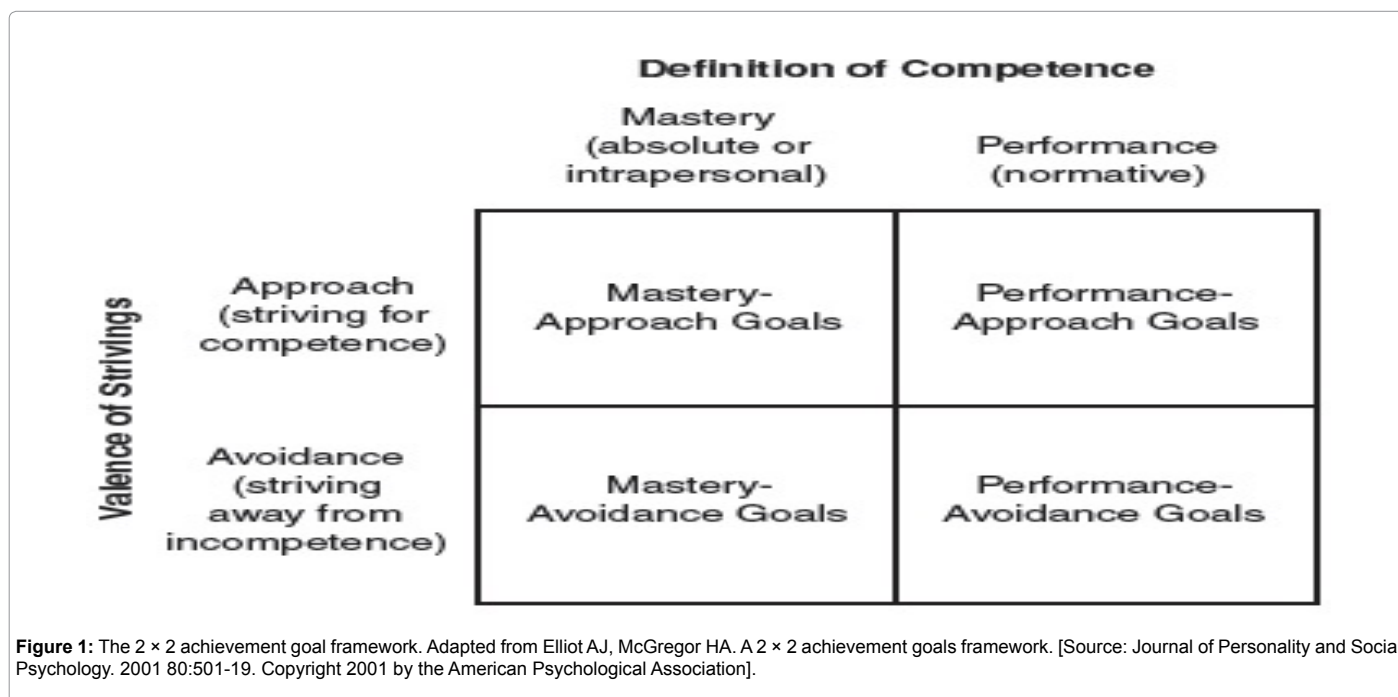 Definition of Competence
Mastery
(absolute or
intrapersonal)
Performance
(normative)
Valence of Strivings
Approach
(striving for
competence)
Mastery-
Approach Goals
Performance-
Approach Goals
Avoidance
(striving
away from
incompetence)
Mastery-
Avoidance Goals
Performance-
Avoidance Goals
Figure 1: The 2 × 2 achievement goal framework. Adapted from Elliot AJ, McGregor HA. A 2 × 2 achievement goals framework. [Source: Journal of Personality and Socia
Psychology. 2001 80:501-19. Copyright 2001 by the American Psychological Association].